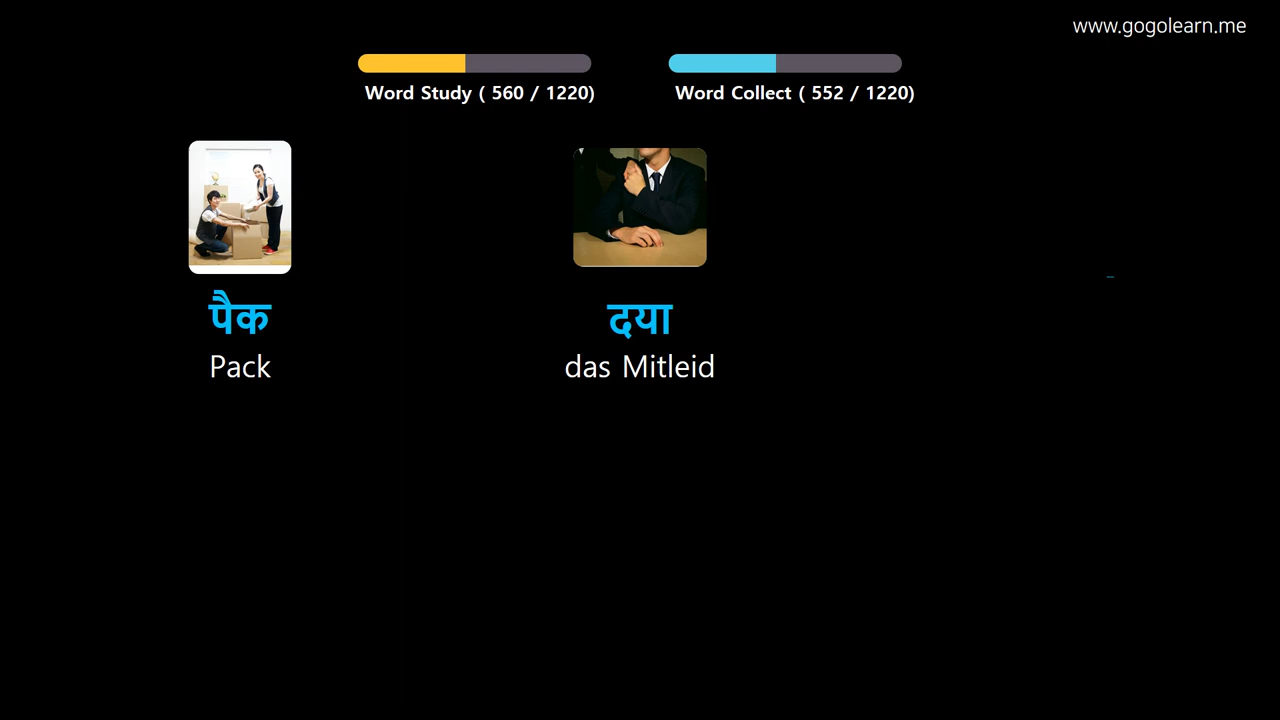 www.gogolearn.me
Word Study ( 560 / 1220)
Word Collect ( 552 / 1220)
पैक
Pack
दया
das Mitleid